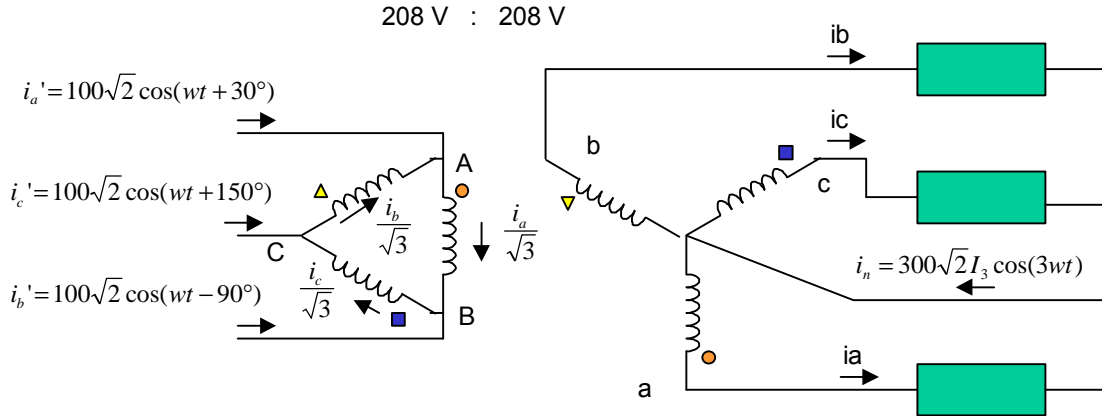 208 V : 208 V
ib
i_a' = 100√2 cos(wt + 30°)
ic
b
A
c
i_c' = 100√2 cos(wt + 150°)
i_b/√3
i_a/√3
C
i_n = 300√2 I_3 cos(3wt)
i_c/√3
i_b' = 100√2 cos(wt − 90°)
B
ia
a